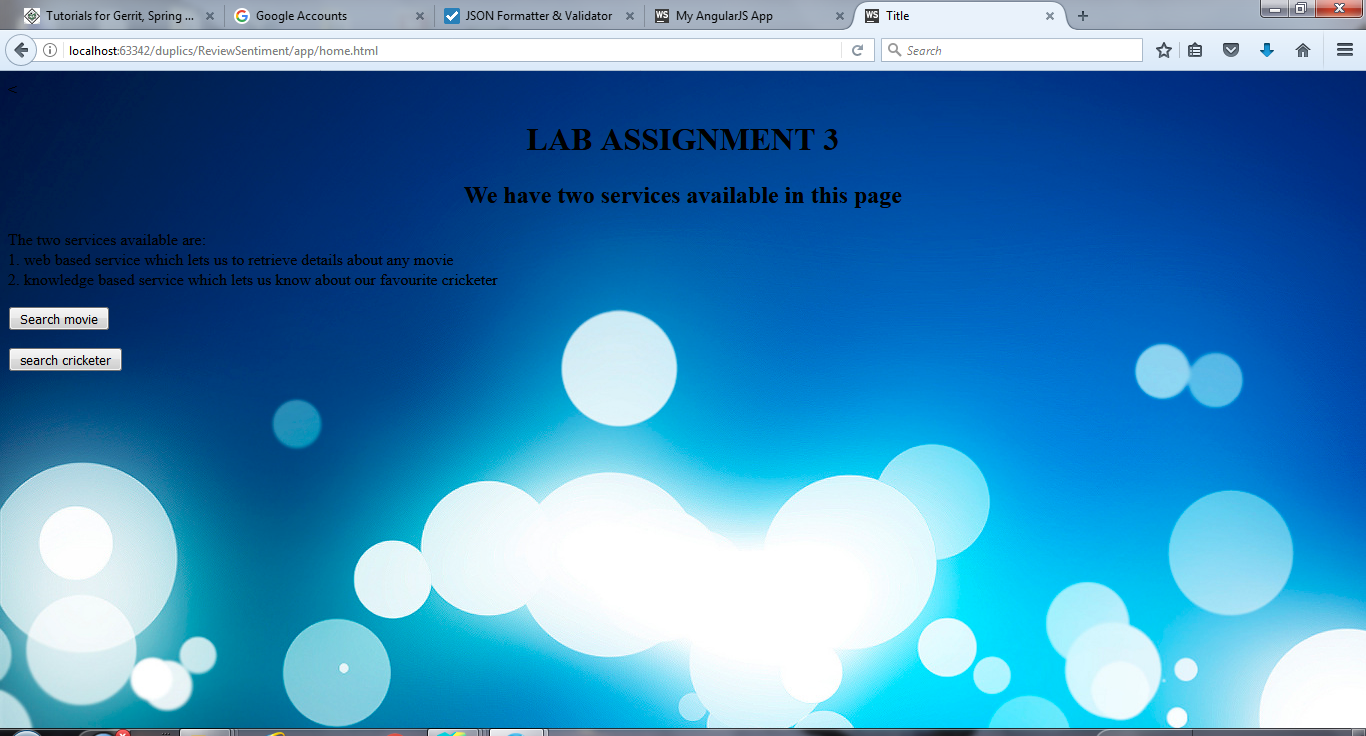 Tutorials for Gerrit, Spring ...
Google Accounts
JSON Formatter & Validator
WS My AngularJS App
WS Title
localhost:63342/duplics/ReviewSentiment/app/home.html
Search
<
LAB ASSIGNMENT 3
We have two services available in this page
The two services available are:
1. web based service which lets us to retrieve details about any movie
2. knowledge based service which lets us know about our favourite cricketer
Search movie
search cricketer